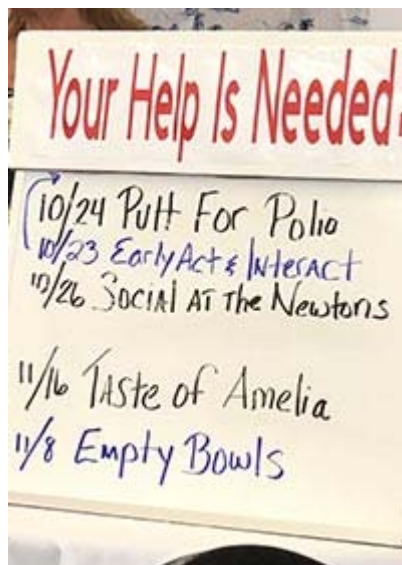 Your Help Is Needed
10/24 Putt For Polio
10/23 EarlyAct & Interact
10/26 Social AT The Newtons
11/16 Taste of Amelia
11/8 Empty Bowls